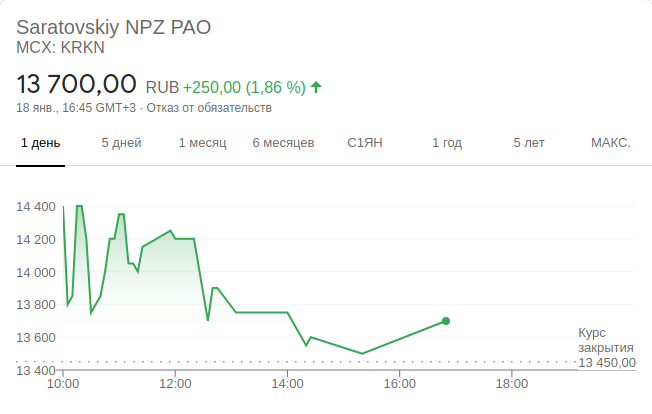 Saratovskiy NPZ PAO
MCX: KRKN
13 700,00 RUB +250,00 (1,86 %)
18 янв., 16:45 GMT+3 · Отказ от обязательств
1 день 5 дней 1 месяц 6 месяцев С1ЯН 1 год 5 лет МАКС.
14 400
14 200
14 000
13 800
13 600
13 400
Курс
закрытия
13 450,00
10:00 12:00 14:00 16:00 18:00